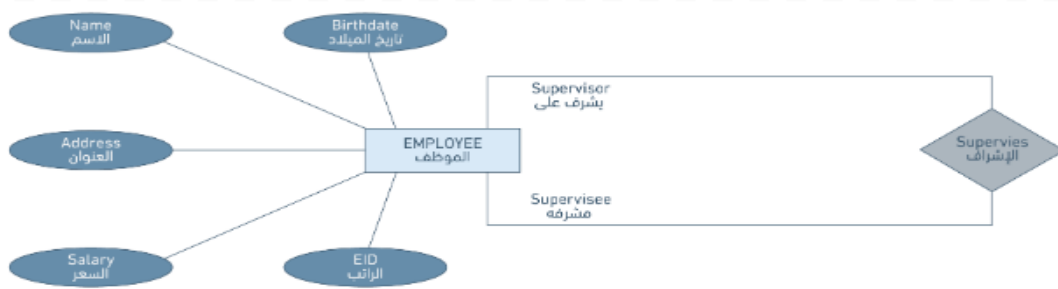 Name
الاسم
Birthdate
تاريخ الميلاد
Supervisor
يشرف على
Address
العنوان
EMPLOYEE
الموظف
Supervies
الإشراف
Supervisee
مشرفه
Salary
السعر
EID
الراتب